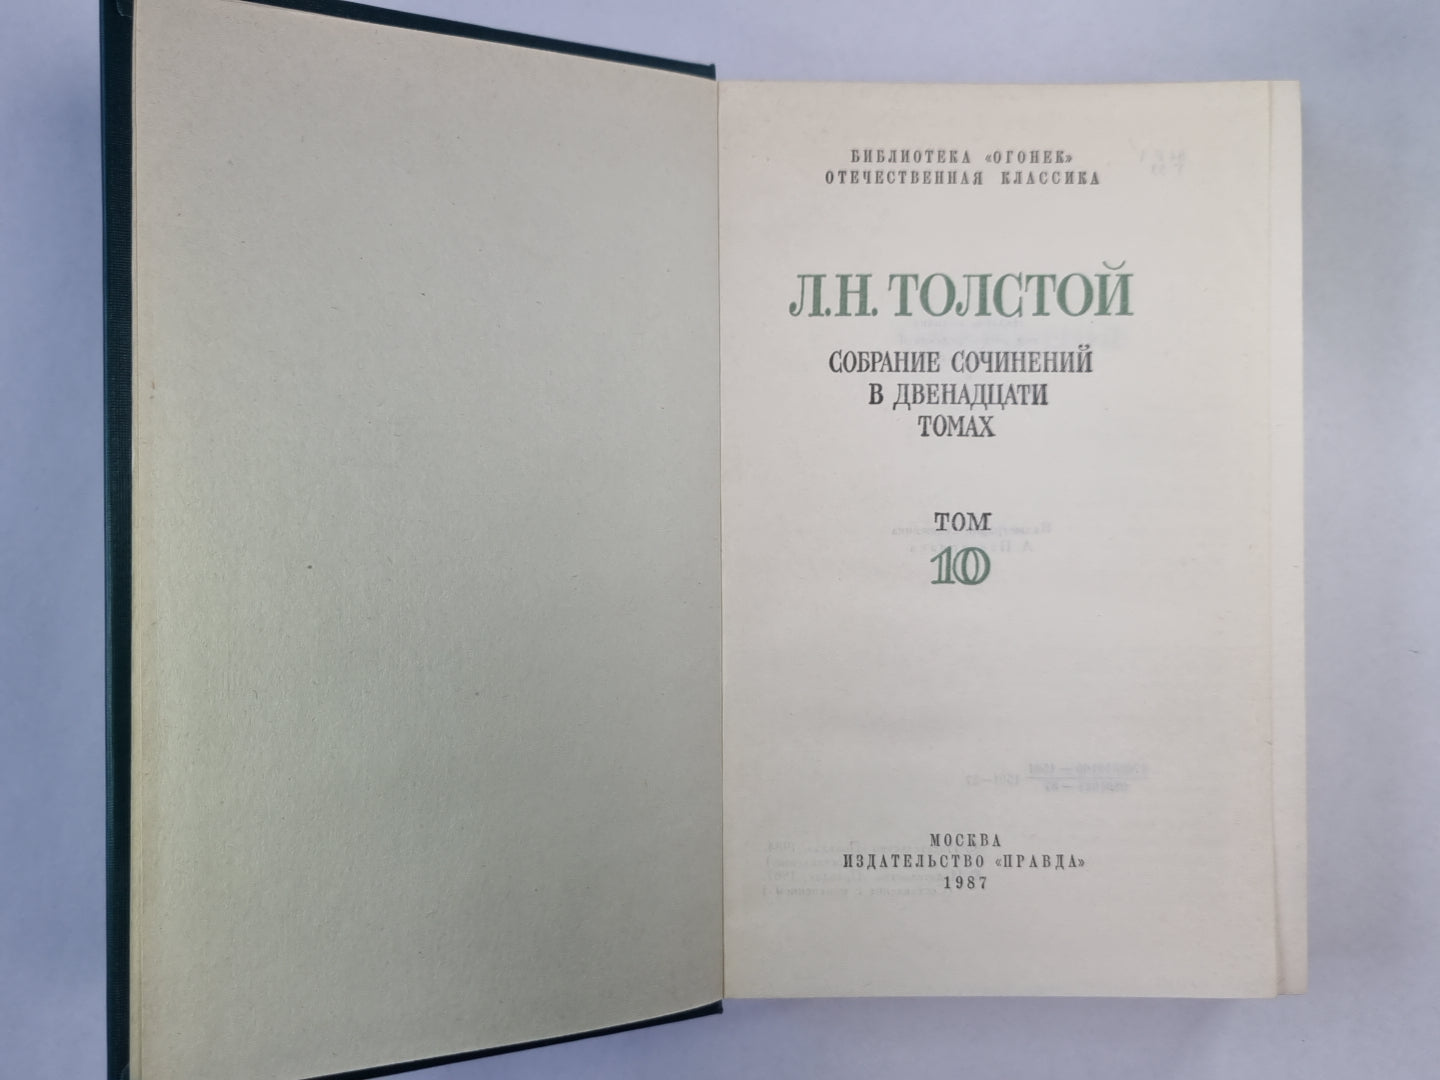 БИБЛИОТЕКА «ОГОНЕК»
ОТЕЧЕСТВЕННАЯ КЛАССИКА
Л.Н. ТОЛСТОЙ
СОБРАНИЕ СОЧИНЕНИЙ
В ДВЕНАДЦАТИ
ТОМАХ
ТОМ
10
МОСКВА
ИЗДАТЕЛЬСТВО «ПРАВДА»
1987